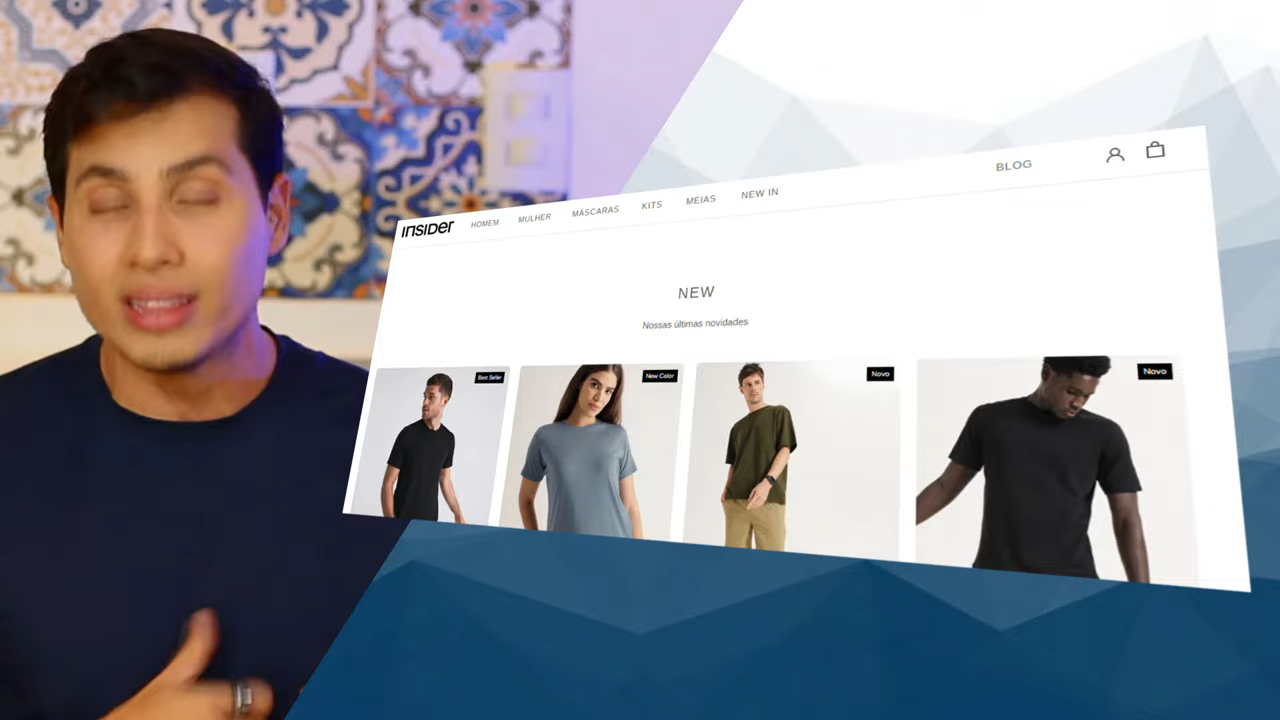 INSIDER HOMEM MULHER MÁSCARAS KITS MEIAS NEW IN BLOG
NEW
Nossas últimas novidades
Best Seller
New Color
Novo
Novo